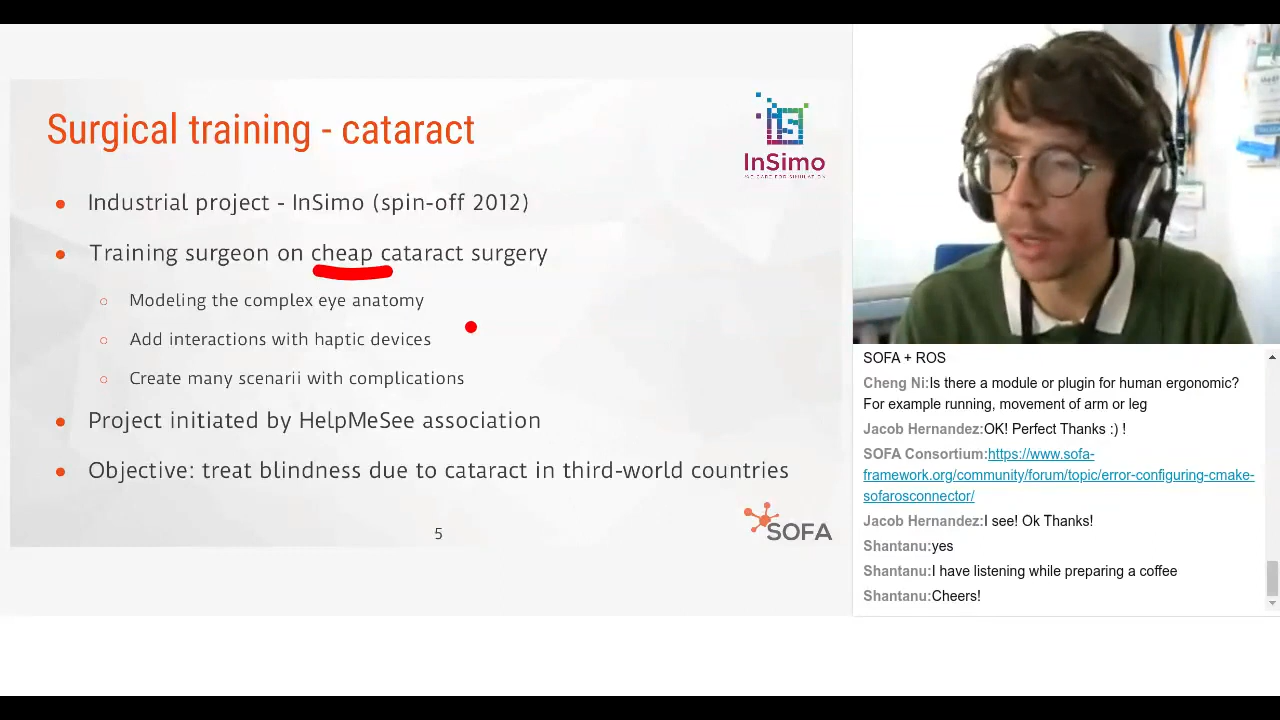 Surgical training - cataract
InSimo
Industrial project - InSimo (spin-off 2012)
Training surgeon on cheap cataract surgery
Modeling the complex eye anatomy
Add interactions with haptic devices
Create many scenarii with complications
Project initiated by HelpMeSee association
Objective: treat blindness due to cataract in third-world countries
5
SOFA
SOFA + ROS
Cheng Ni:Is there a module or plugin for human ergonomic?
For example running, movement of arm or leg
Jacob Hernandez:OK! Perfect Thanks :) !
SOFA Consortium:https://www.sofa-
framework.org/community/forum/topic/error-configuring-cmake-
sofarosconnector/
Jacob Hernandez:I see! Ok Thanks!
Shantanu:yes
Shantanu:I have listening while preparing a coffee
Shantanu:Cheers!